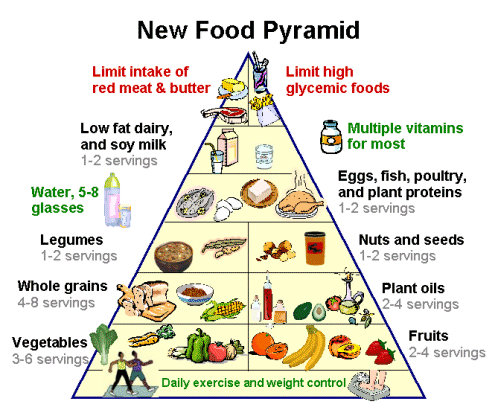 New Food Pyramid
Limit intake of
red meat & butter
Limit high
glycemic foods
Low fat dairy,
and soy milk
1-2 servings
Multiple vitamins
for most
Water, 5-8
glasses
Eggs, fish, poultry,
and plant proteins
1-2 servings
Legumes
1-2 servings
Nuts and seeds
1-2 servings
Whole grains
4-8 servings
Plant oils
2-4 servings
Vegetables
3-6 servings
Fruits
2-4 servings
Daily exercise and weight control